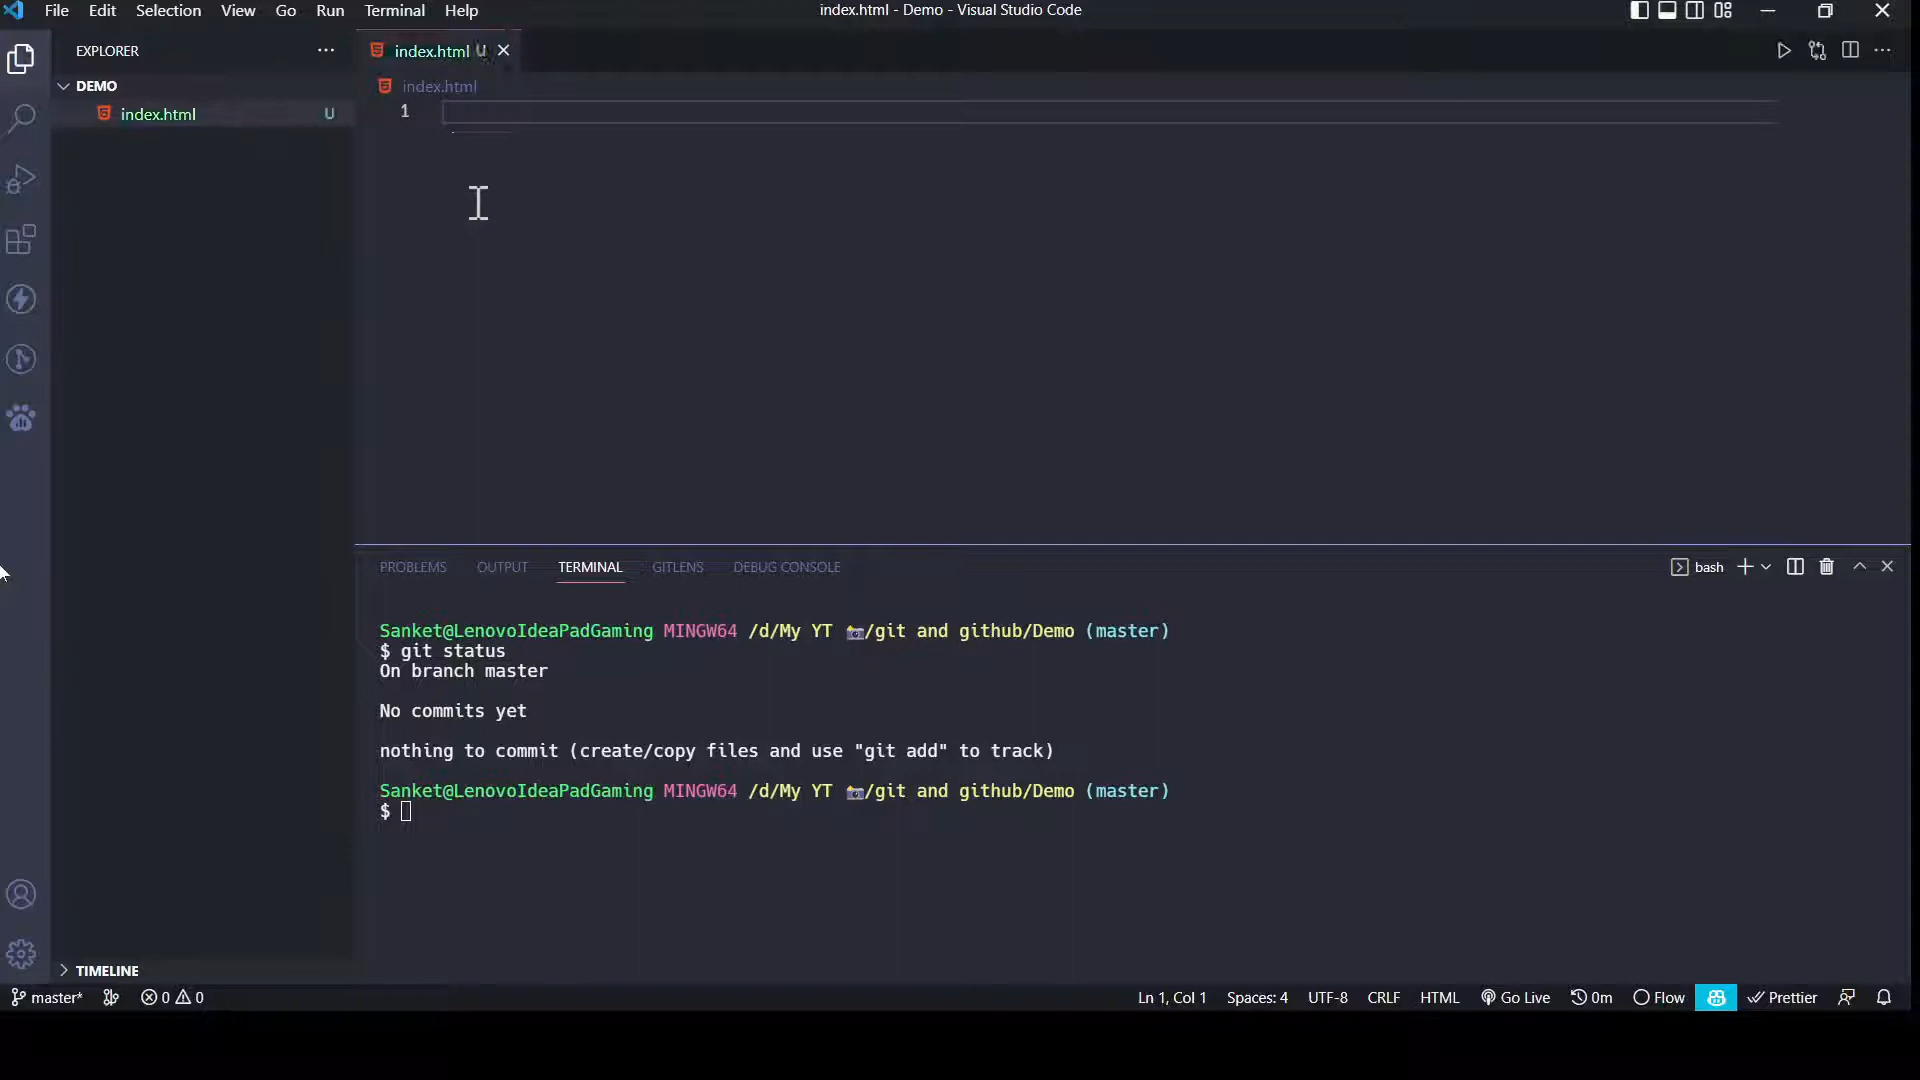 File Edit Selection View Go Run Terminal Help
index.html - Demo - Visual Studio Code
EXPLORER
index.html U
DEMO
index.html
index.html U
1
PROBLEMS OUTPUT TERMINAL GITLENS DEBUG CONSOLE
bash
Sanket@LenovoIdeaPadGaming MINGW64 /d/My YT 📷/git and github/Demo (master)
$ git status
On branch master
No commits yet
nothing to commit (create/copy files and use "git add" to track)
Sanket@LenovoIdeaPadGaming MINGW64 /d/My YT 📷/git and github/Demo (master)
$
TIMELINE
master* 0 0 Ln 1, Col 1 Spaces: 4 UTF-8 CRLF HTML Go Live 0m Flow Prettier